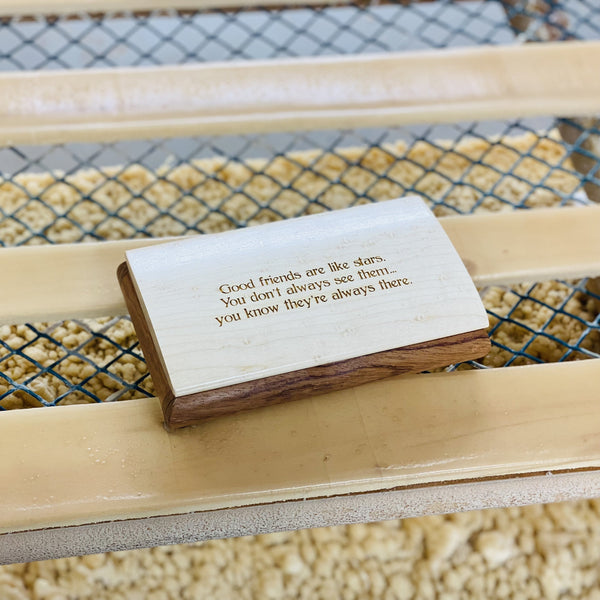 Good friends are like stars.
You don't always see them...
you know they're always there.